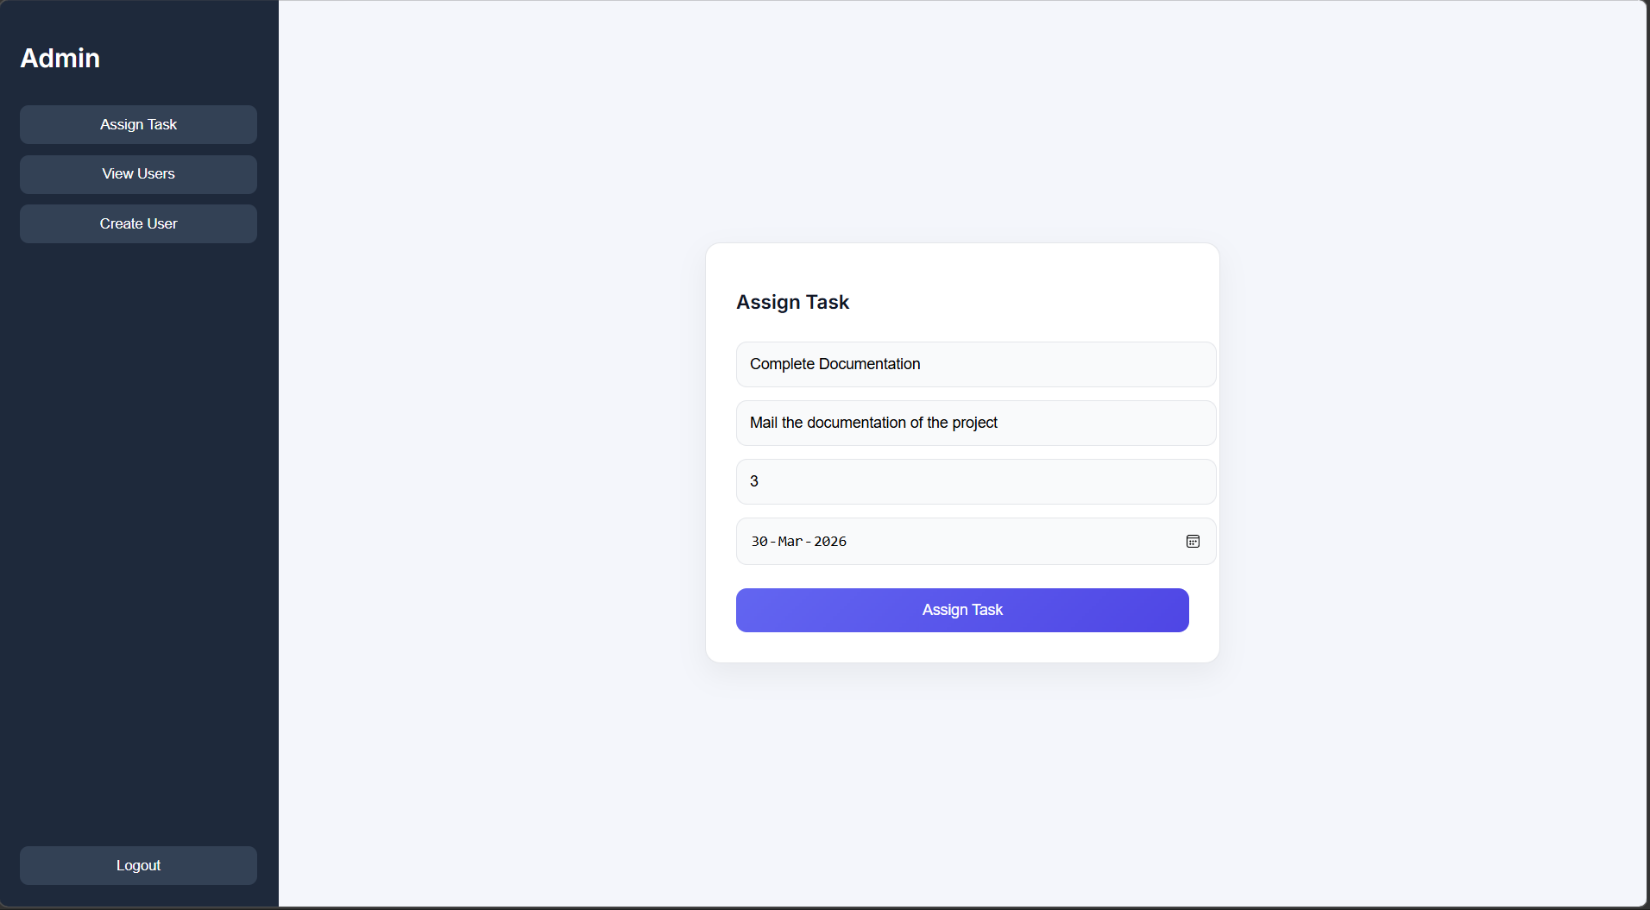 Admin
Assign Task
View Users
Create User
Logout
Assign Task
Complete Documentation
Mail the documentation of the project
3
30-Mar-2026
Assign Task